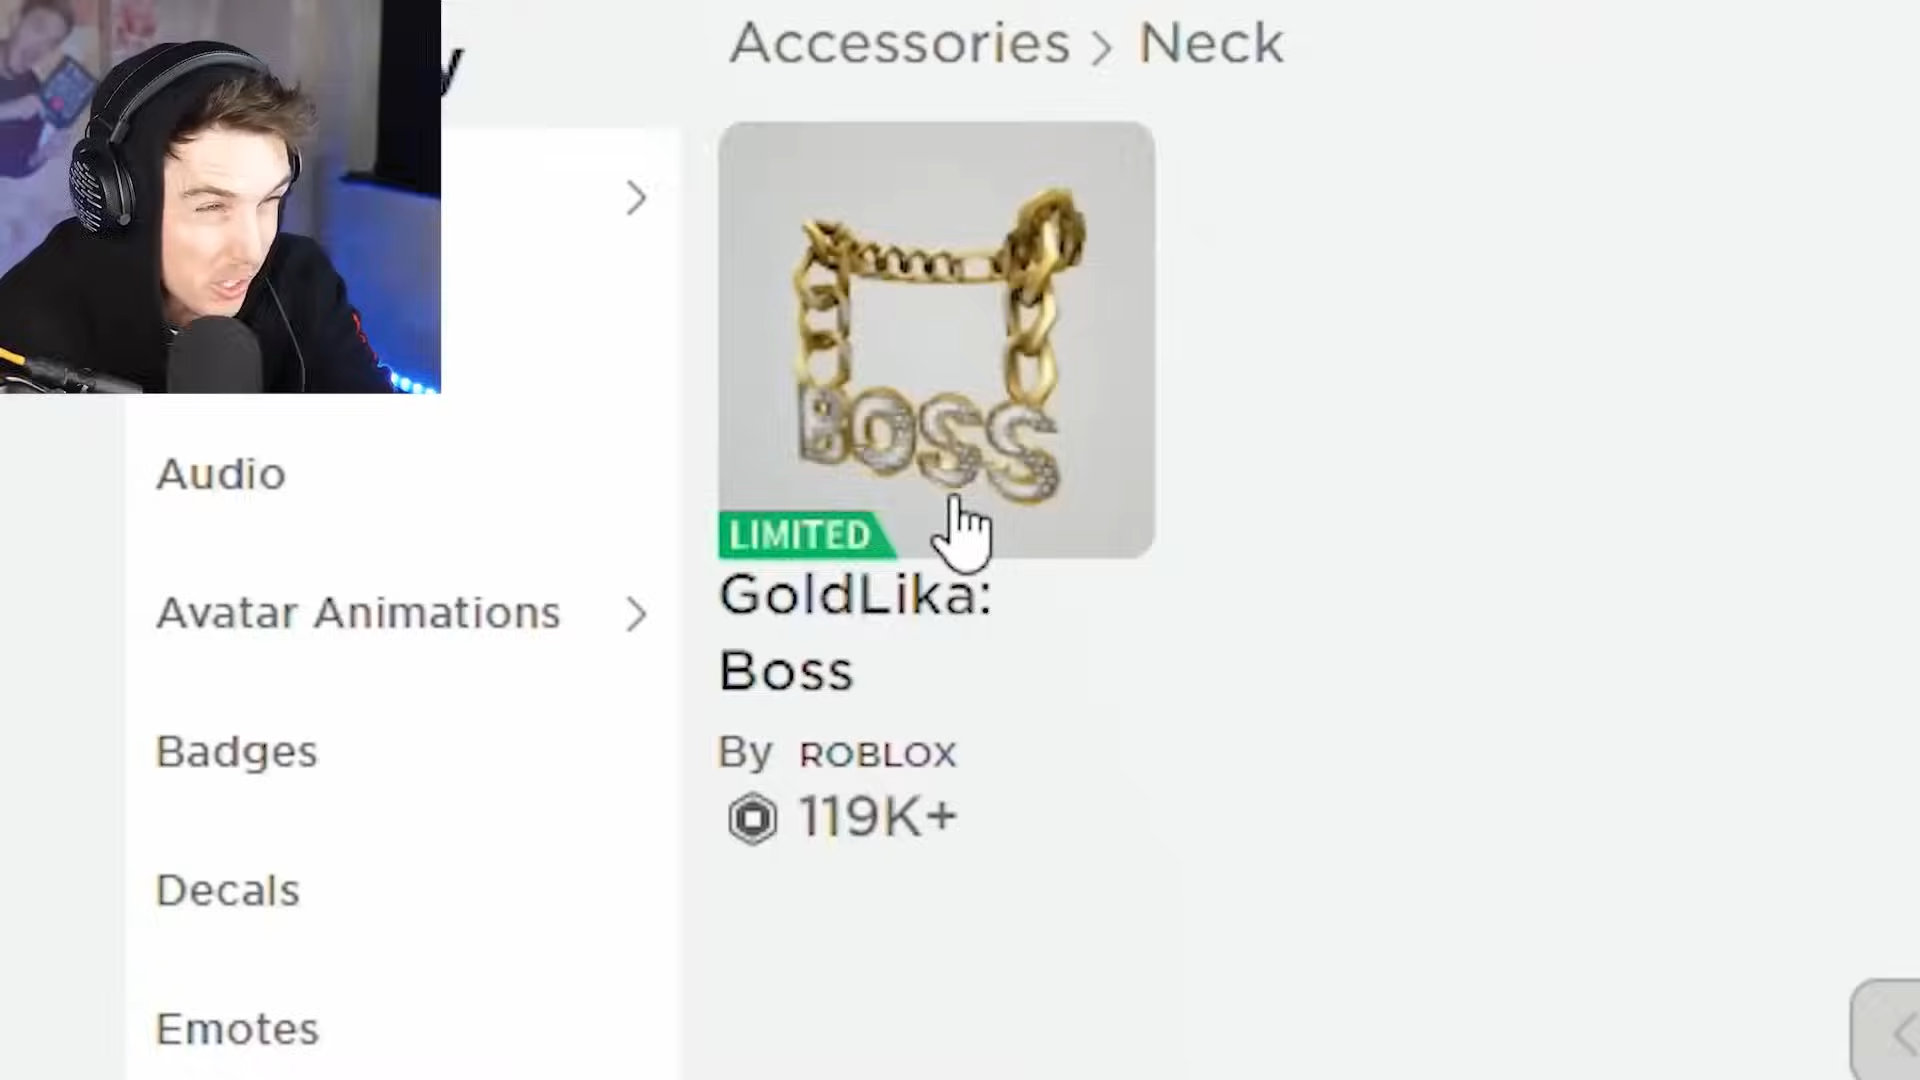 y
Accessories > Neck
BOSS
LIMITED
GoldLika:
Boss
By ROBLOX
119K+
Audio
Avatar Animations >
Badges
Decals
Emotes